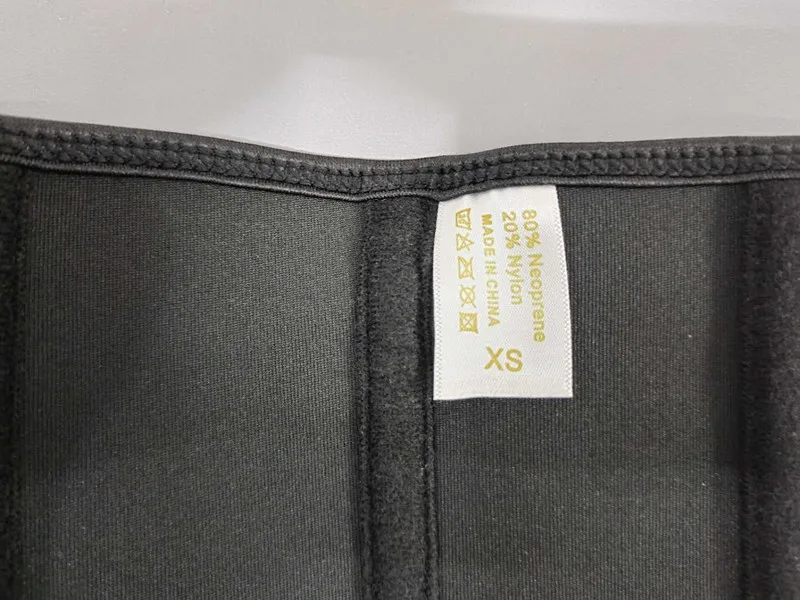 80% Neoprene
20% Nylon
MADE IN CHINA
XS